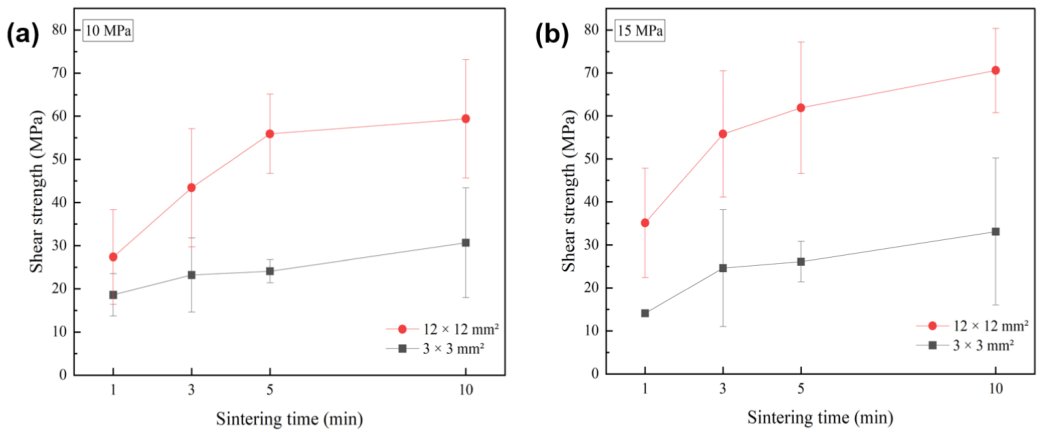 (a)
10 MPa
Shear strength (MPa)
80
70
60
50
40
30
20
10
0
12 × 12 mm²
3 × 3 mm²
1 3 5 10
Sintering time (min)
(b)
15 MPa
Shear strength (MPa)
80
70
60
50
40
30
20
10
0
12 × 12 mm²
3 × 3 mm²
1 3 5 10
Sintering time (min)